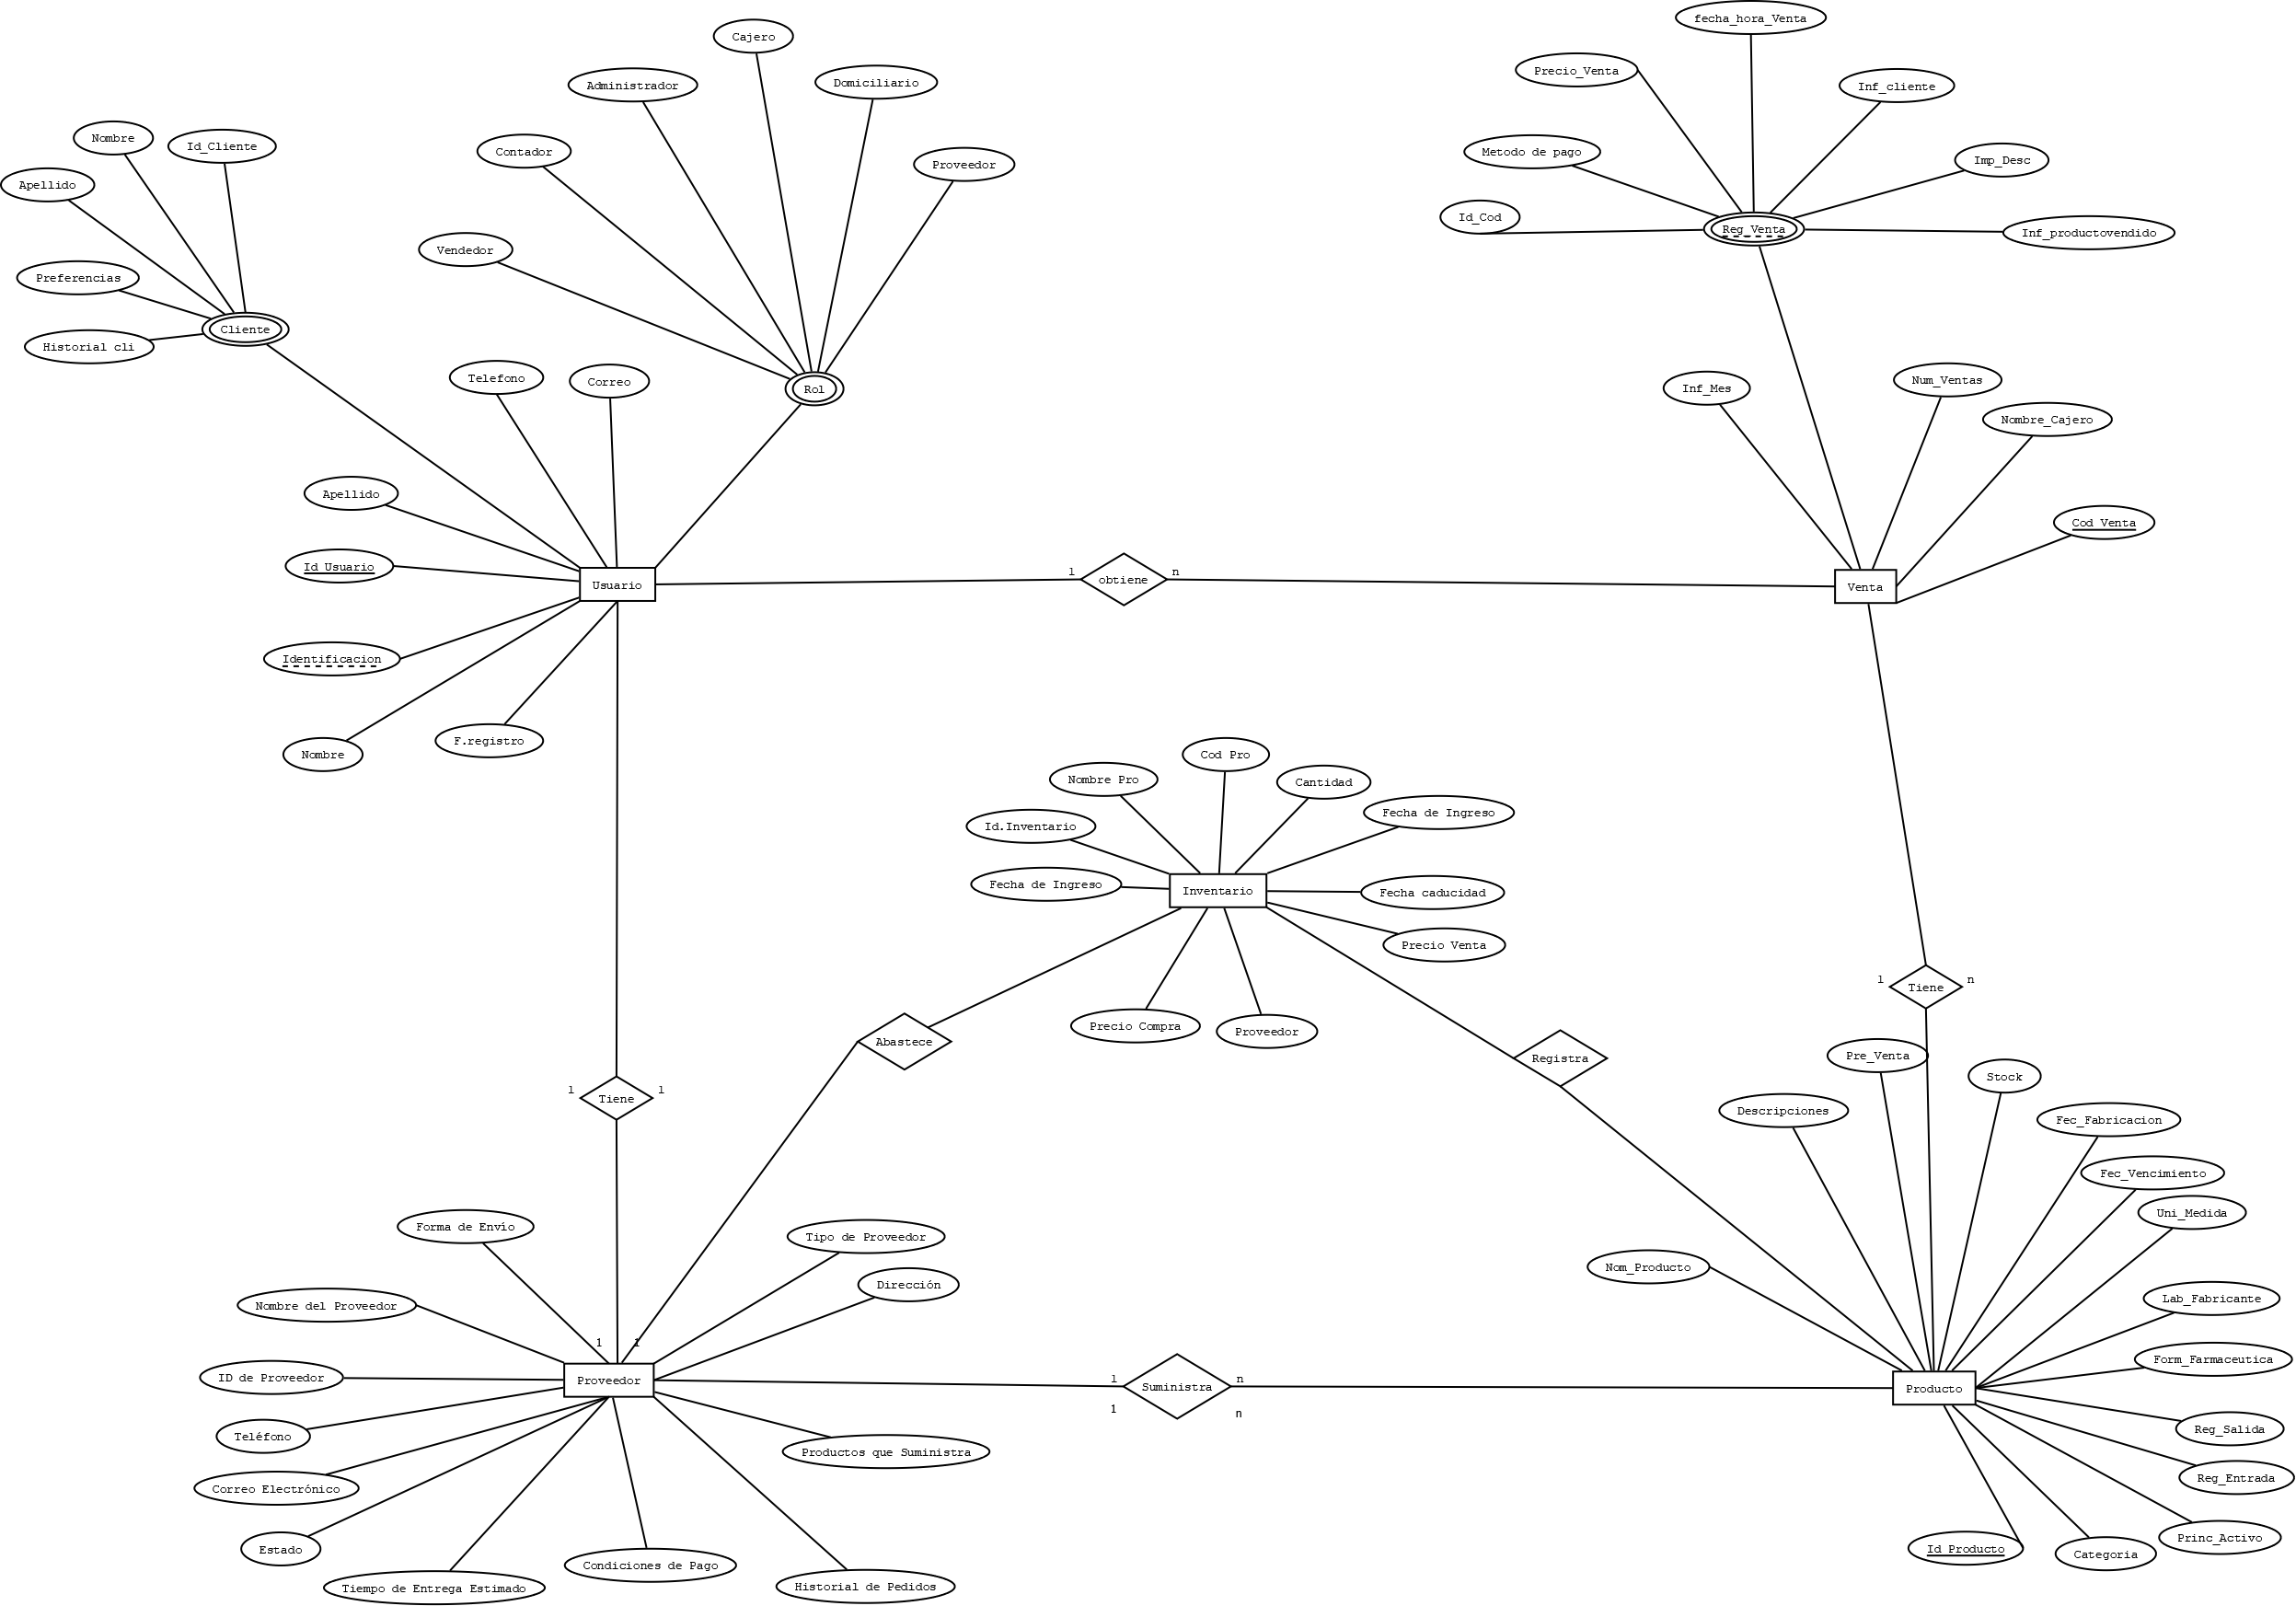 fecha_hora_Venta
Cajero
Precio_Venta
Administrador
Domiciliario
Inf_cliente
Nombre
Id_Cliente
Contador
Metodo de pago
Proveedor
Imp_Desc
Apellido
Id_Cod
Reg_Venta
Inf_productovendido
Vendedor
Preferencias
Cliente
Historial cli
Telefono
Correo
Rol
Inf_Mes
Num_Ventas
Nombre_Cajero
Apellido
Cod_Venta
Id_Usuario
Usuario
1
obtiene
n
Venta
Identificacion
Nombre
F.registro
Cod Pro
Nombre Pro
Cantidad
Id.Inventario
Fecha de Ingreso
Fecha de Ingreso
Inventario
Fecha caducidad
Precio Venta
1
Tiene
n
Precio Compra
Proveedor
Abastece
Registra
Pre_Venta
Stock
1
Tiene
1
Descripciones
Fec_Fabricacion
Fec_Vencimiento
Uni_Medida
Forma de Envío
Tipo de Proveedor
Nom_Producto
Dirección
Nombre del Proveedor
Lab_Fabricante
1
1
Form_Farmaceutica
ID de Proveedor
Proveedor
1
Suministra
n
Producto
1
n
Teléfono
Productos que Suministra
Reg_Salida
Correo Electrónico
Reg_Entrada
Estado
Princ_Activo
Id_Producto
Categoria
Condiciones de Pago
Tiempo de Entrega Estimado
Historial de Pedidos